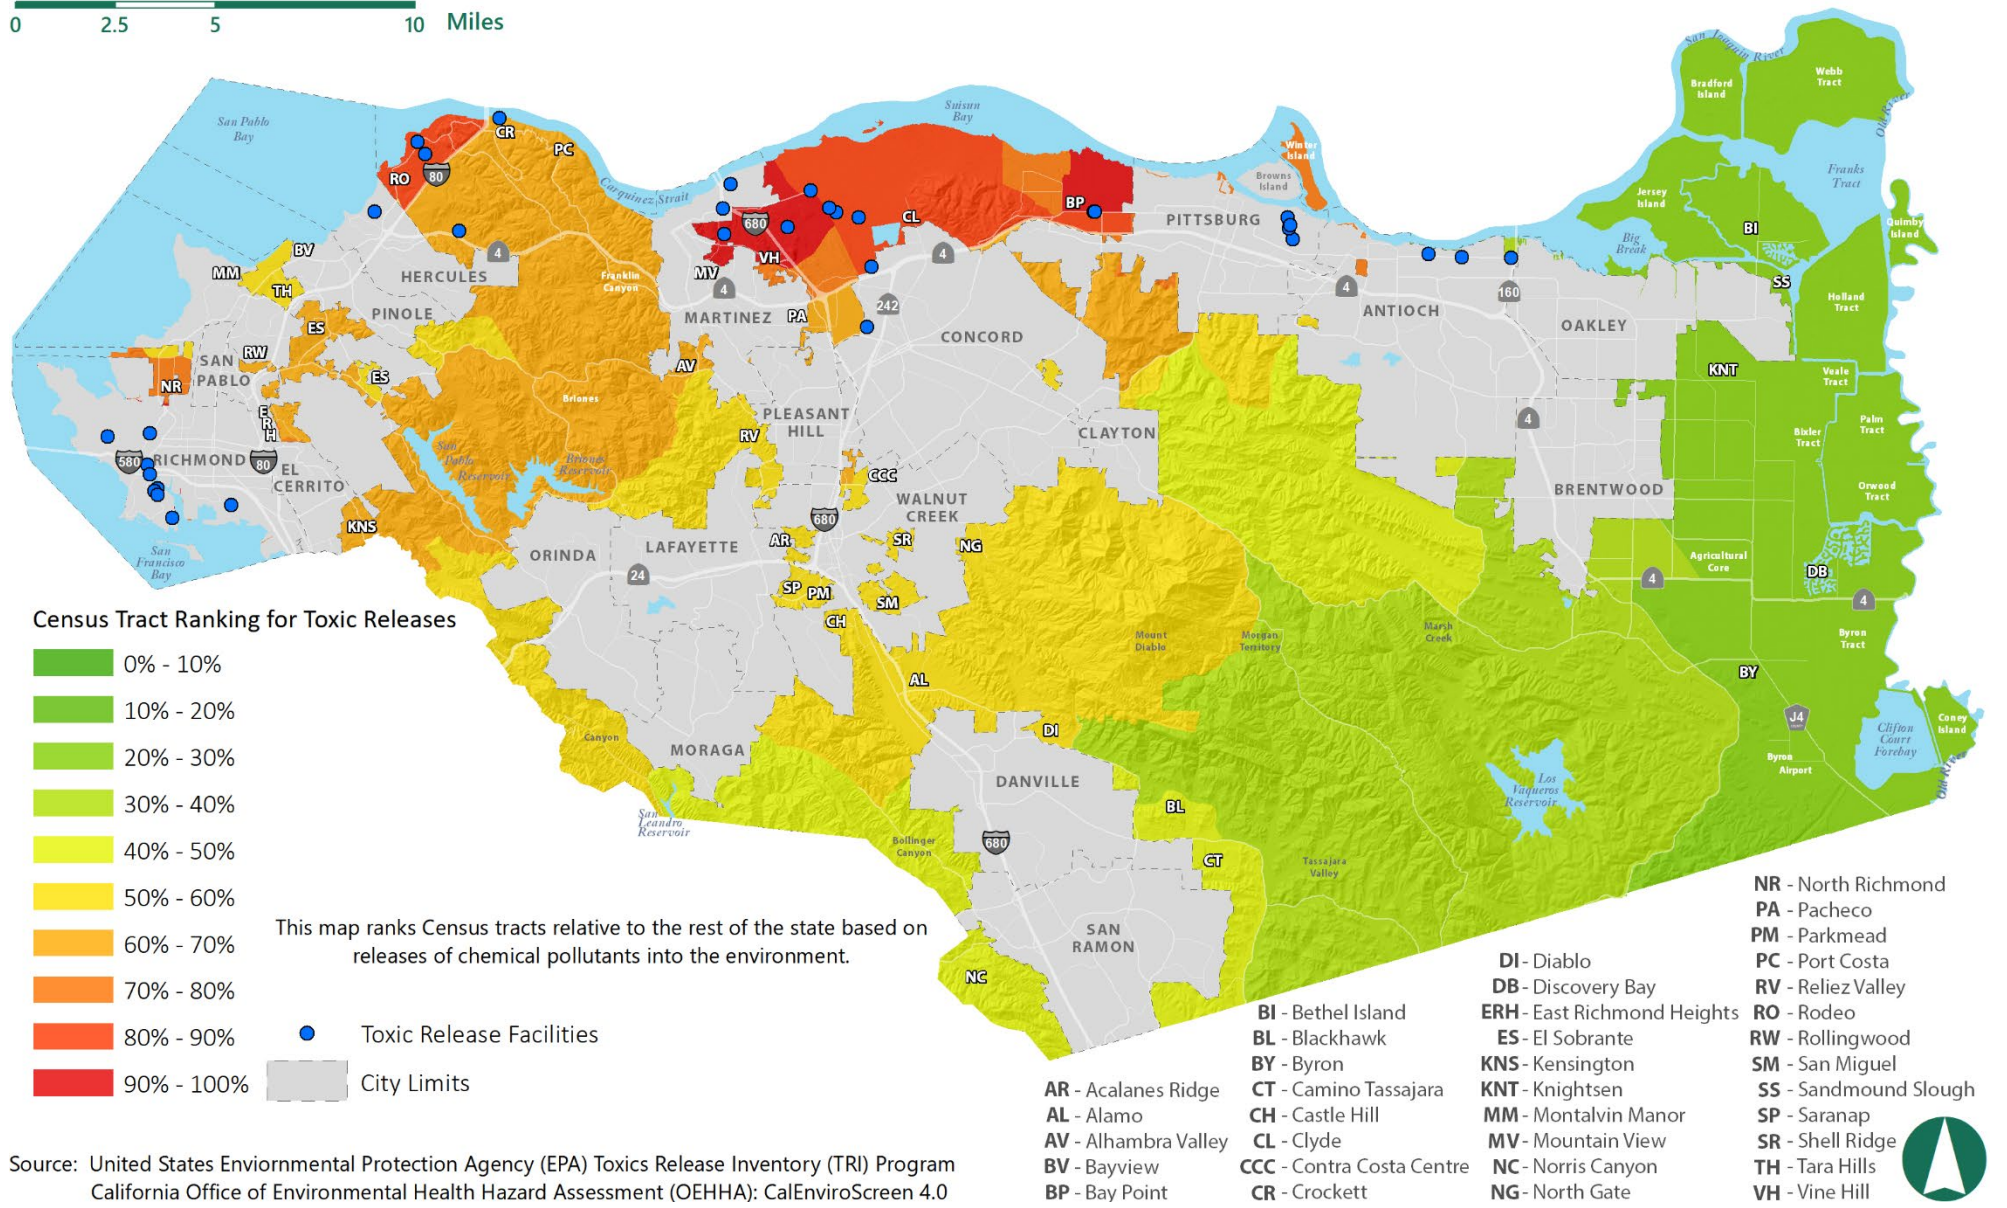 0 2.5 5 10 Miles
San Joaquin River
Bradford
Island
Webb
Tract
Old River
San Pablo
Bay
Suisun
Bay
CR
PC
RO
80
Carquinez Strait
Winter
Island
Browns
Island
Franks
Tract
Jersey
Island
Quimby
Island
BP
PITTSBURG
CL
680
BI
Big
Break
BV
MM
TH
HERCULES
4
Franklin
Canyon
MV
VH
4
4
SS
242
4
160
Holland
Tract
PINOLE
ES
MARTINEZ
PA
CONCORD
ANTIOCH
OAKLEY
RW
SAN
PABLO
NR
ES
AV
KNT
Veale
Tract
Briones
E
R
H
PLEASANT
HILL
RV
CLAYTON
4
Bixler
Tract
Palm
Tract
580
RICHMOND
80
EL
CERRITO
San
Pablo
Reservoir
Briones
Reservoir
CCC
WALNUT
CREEK
BRENTWOOD
Orwood
Tract
KNS
680
San
Francisco
Bay
ORINDA
LAFAYETTE
AR
SR
NG
Agricultural
Core
24
SP
PM
SM
4
DB
4
CH
Mount
Diablo
Morgan
Territory
Marsh
Creek
Byron
Tract
AL
BY
DI
J4
Coney
Island
Canyon
MORAGA
Clifton
Court
Forebay
Byron
Airport
Old River
DANVILLE
Los
Vaqueros
Reservoir
BL
San
Leandro
Reservoir
Bollinger
Canyon
680
CT
Tassajara
Valley
SAN
RAMON
NC
Census Tract Ranking for Toxic Releases
0% - 10%
10% - 20%
20% - 30%
30% - 40%
40% - 50%
50% - 60%
60% - 70%
70% - 80%
80% - 90%
90% - 100%
This map ranks Census tracts relative to the rest of the state based on
releases of chemical pollutants into the environment.
Toxic Release Facilities
City Limits
AR - Acalanes Ridge
AL - Alamo
AV - Alhambra Valley
BV - Bayview
BP - Bay Point
BI - Bethel Island
BL - Blackhawk
BY - Byron
CT - Camino Tassajara
CH - Castle Hill
CL - Clyde
CCC - Contra Costa Centre
CR - Crockett
DI - Diablo
DB - Discovery Bay
ERH - East Richmond Heights
ES - El Sobrante
KNS - Kensington
KNT - Knightsen
MM - Montalvin Manor
MV - Mountain View
NC - Norris Canyon
NG - North Gate
NR - North Richmond
PA - Pacheco
PM - Parkmead
PC - Port Costa
RV - Reliez Valley
RO - Rodeo
RW - Rollingwood
SM - San Miguel
SS - Sandmound Slough
SP - Saranap
SR - Shell Ridge
TH - Tara Hills
VH - Vine Hill
Source: United States Enviornmental Protection Agency (EPA) Toxics Release Inventory (TRI) Program
California Office of Environmental Health Hazard Assessment (OEHHA): CalEnviroScreen 4.0